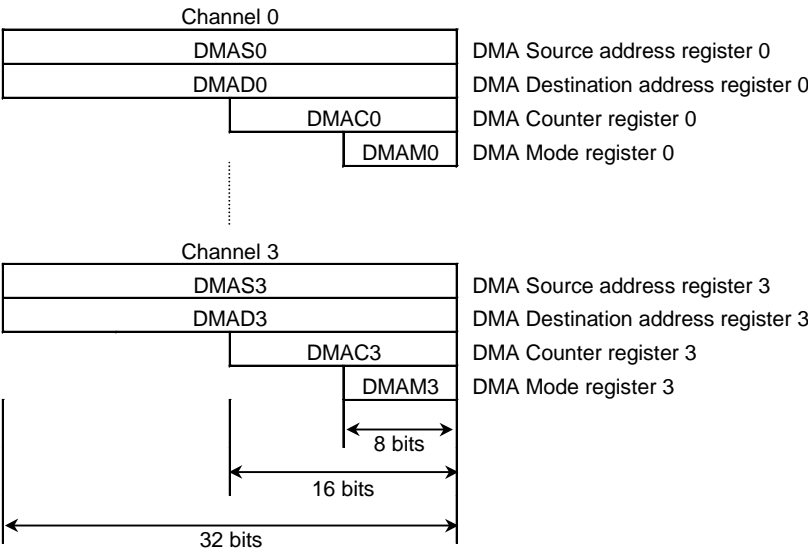 Channel 0
DMAS0 DMA Source address register 0
DMAD0 DMA Destination address register 0
DMAC0 DMA Counter register 0
DMAM0 DMA Mode register 0
Channel 3
DMAS3 DMA Source address register 3
DMAD3 DMA Destination address register 3
DMAC3 DMA Counter register 3
DMAM3 DMA Mode register 3
8 bits
16 bits
32 bits